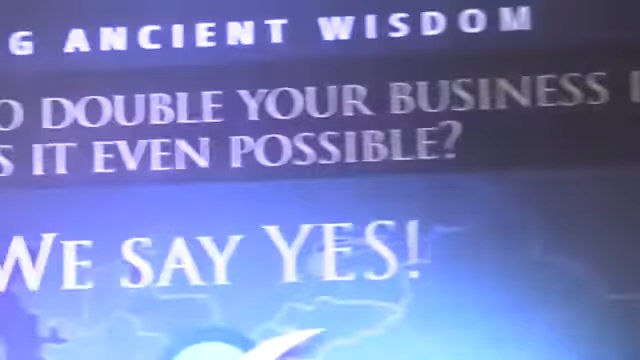 G ANCIENT WISDOM
O DOUBLE YOUR BUSINESS
S IT EVEN POSSIBLE?
WE SAY YES!